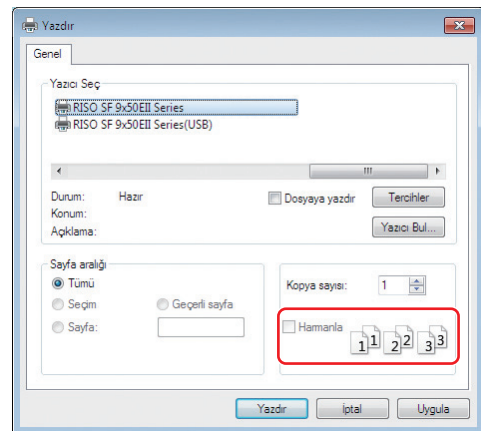 Yazdır
Genel
Yazıcı Seç
RISO SF 9x50EII Series
RISO SF 9x50EII Series(USB)
Durum: Hazır
Dosyaya yazdır
Tercihler
Konum:
Açıklama:
Yazıcı Bul...
Sayfa aralığı
Tümü
Seçim
Geçerli sayfa
Sayfa:
Kopya sayısı: 1
Harmanla
1 1 2 2 3 3
Yazdır İptal Uygula